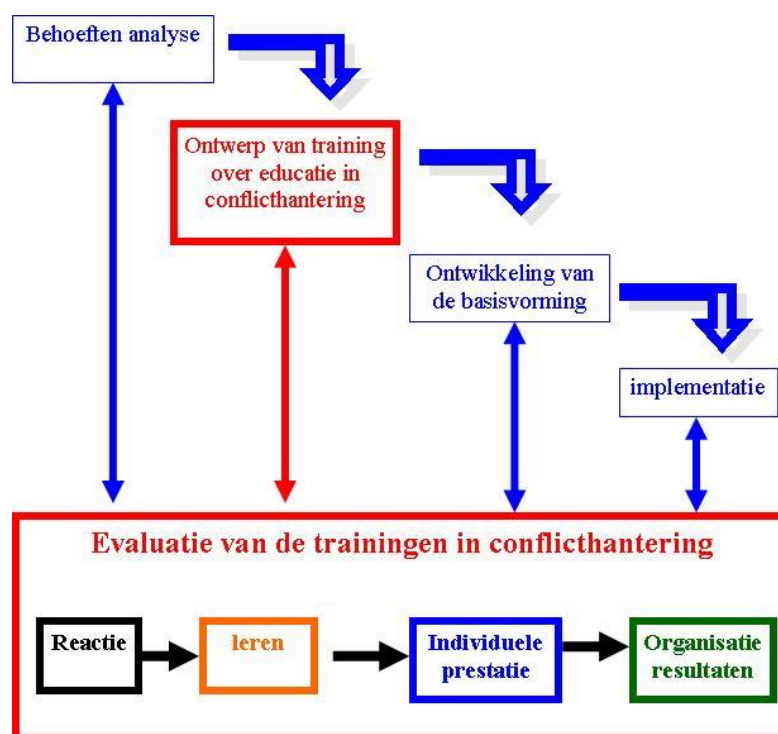 Behoeften analyse
Ontwerp van training
over educatie in
conflicthantering
Ontwikkeling van
de basisvorming
implementatie
Evaluatie van de trainingen in conflicthantering
Reactie
leren
Individuele
prestatie
Organisatie
resultaten